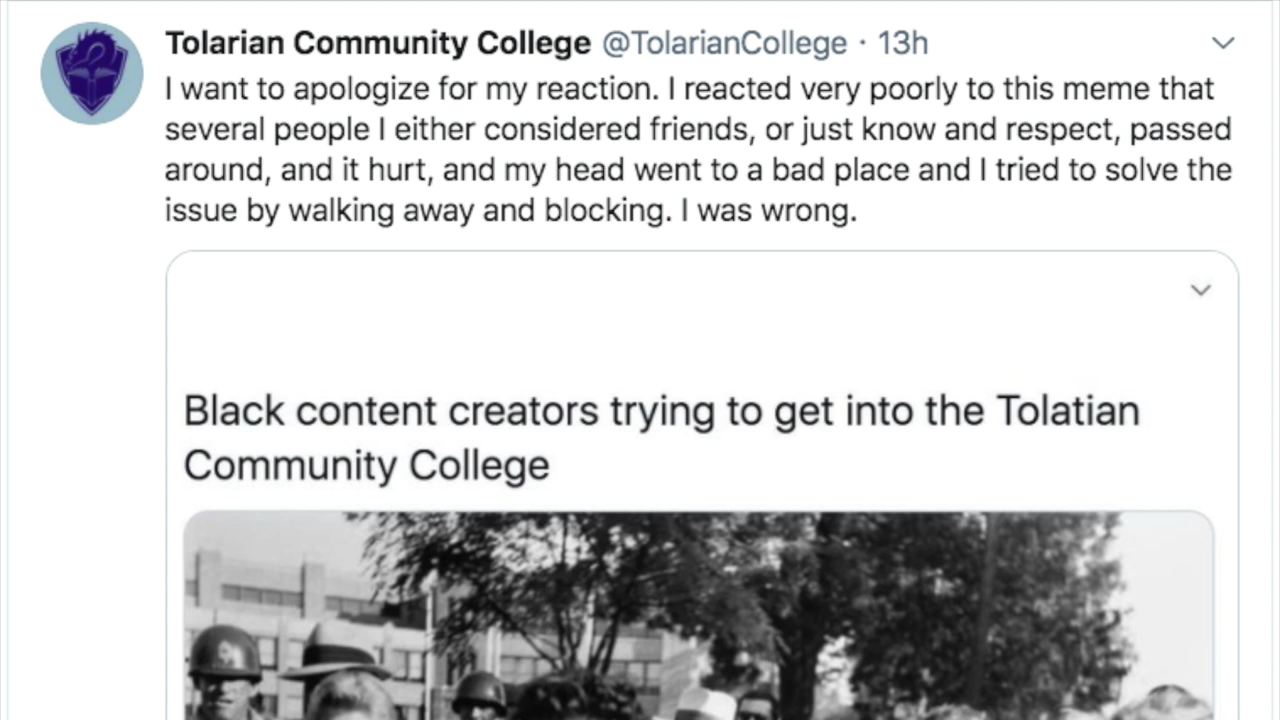 Tolarian Community College @TolarianCollege · 13h
I want to apologize for my reaction. I reacted very poorly to this meme that
several people I either considered friends, or just know and respect, passed
around, and it hurt, and my head went to a bad place and I tried to solve the
issue by walking away and blocking. I was wrong.
Black content creators trying to get into the Tolatian
Community College